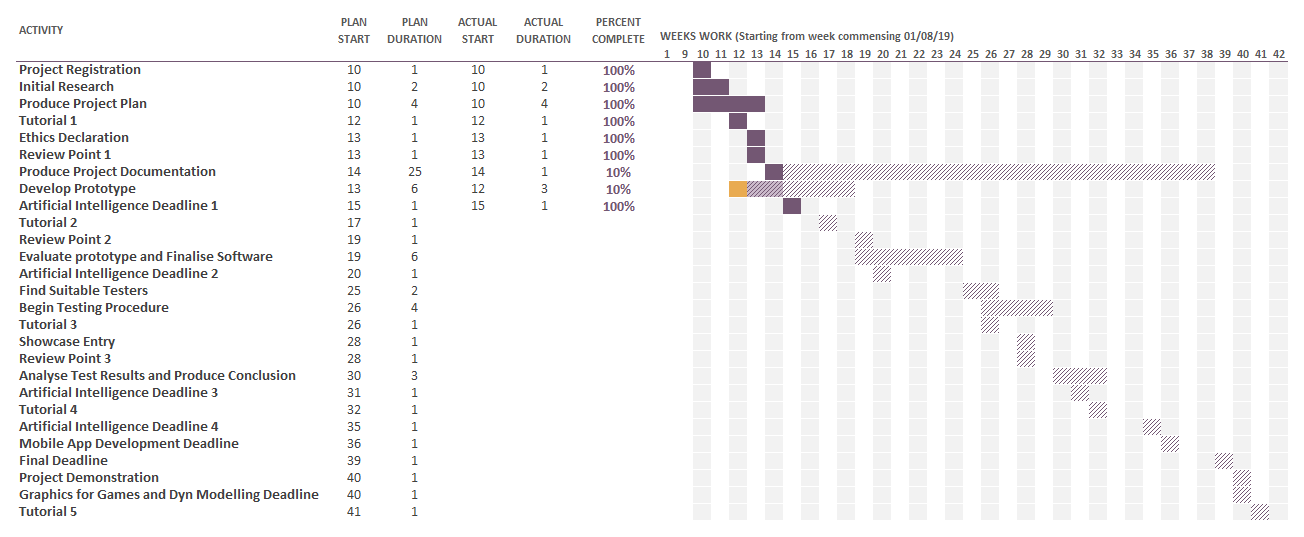 ACTIVITY PLAN START PLAN DURATION ACTUAL START ACTUAL DURATION PERCENT COMPLETE WEEKS WORK (Starting from week commensing 01/08/19)
1 9 10 11 12 13 14 15 16 17 18 19 20 21 22 23 24 25 26 27 28 29 30 31 32 33 34 35 36 37 38 39 40 41 42
Project Registration 10 1 10 1 100%
Initial Research 10 2 10 2 100%
Produce Project Plan 10 4 10 4 100%
Tutorial 1 12 1 12 1 100%
Ethics Declaration 13 1 13 1 100%
Review Point 1 13 1 13 1 100%
Produce Project Documentation 14 25 14 1 10%
Develop Prototype 13 6 12 3 10%
Artificial Intelligence Deadline 1 15 1 15 1 100%
Tutorial 2 17 1
Review Point 2 19 1
Evaluate prototype and Finalise Software 19 6
Artificial Intelligence Deadline 2 20 1
Find Suitable Testers 25 2
Begin Testing Procedure 26 4
Tutorial 3 26 1
Showcase Entry 28 1
Review Point 3 28 1
Analyse Test Results and Produce Conclusion 30 3
Artificial Intelligence Deadline 3 31 1
Tutorial 4 32 1
Artificial Intelligence Deadline 4 35 1
Mobile App Development Deadline 36 1
Final Deadline 39 1
Project Demonstration 40 1
Graphics for Games and Dyn Modelling Deadline 40 1
Tutorial 5 41 1